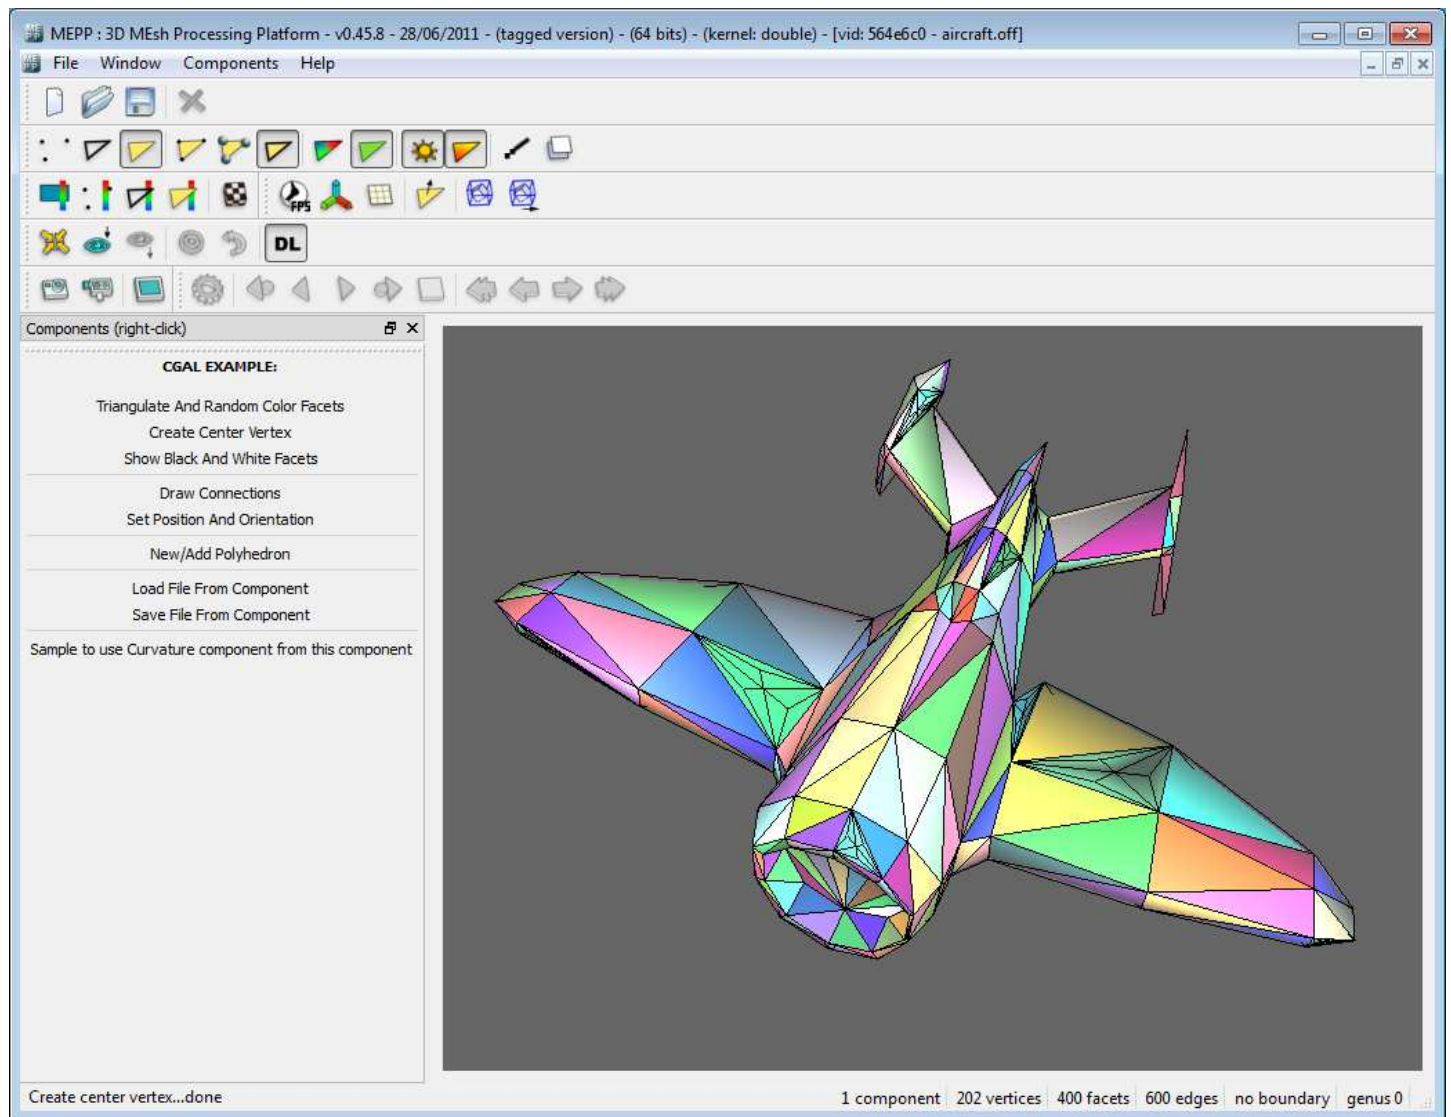 MEPP : 3D MEsh Processing Platform - v0.45.8 - 28/06/2011 - (tagged version) - (64 bits) - (kernel: double) - [vid: 564e6c0 - aircraft.off]
File Window Components Help
FPS
DL
Components (right-click)
CGAL EXAMPLE:
Triangulate And Random Color Facets
Create Center Vertex
Show Black And White Facets
Draw Connections
Set Position And Orientation
New/Add Polyhedron
Load File From Component
Save File From Component
Sample to use Curvature component from this component
Create center vertex...done
1 component 202 vertices 400 facets 600 edges no boundary genus 0